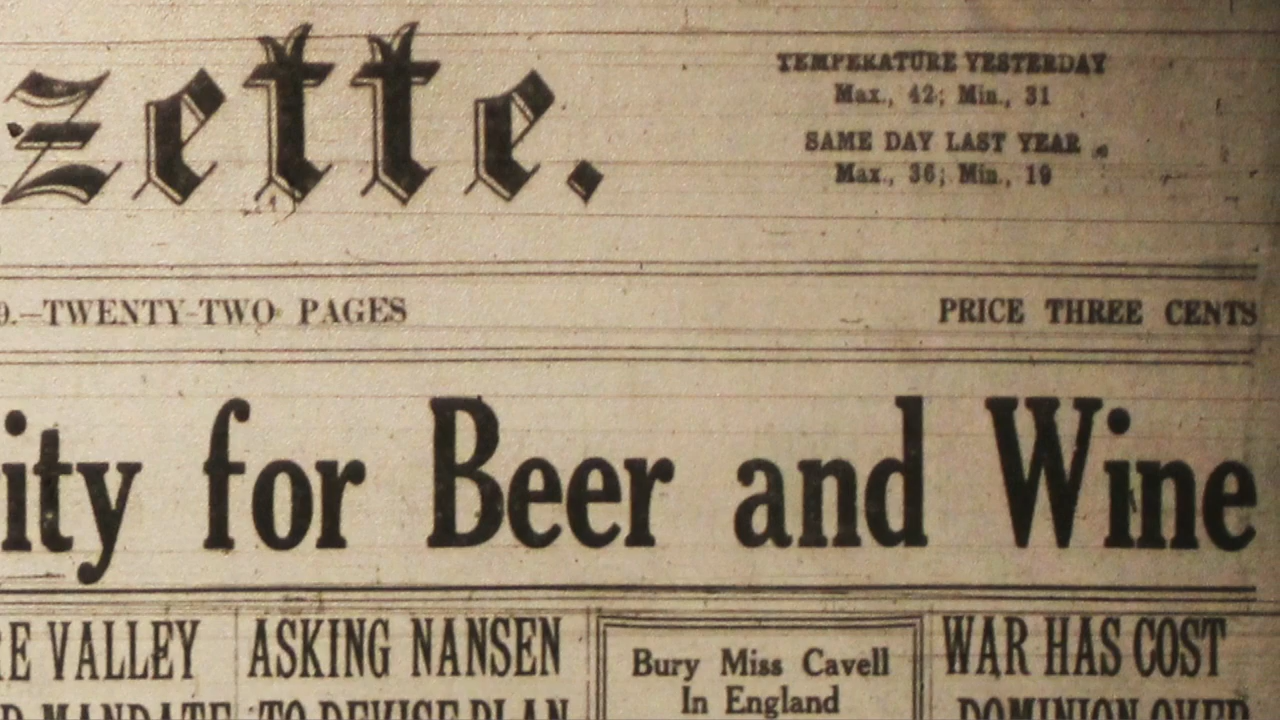 zette.
TEMPERATURE YESTERDAY
Max., 42; Min., 31
SAME DAY LAST YEAR
Max., 36; Min., 19
9.—TWENTY-TWO PAGES
PRICE THREE CENTS
ity for Beer and Wine
RE VALLEY
MANDATE
ASKING NANSEN
TO DEVISE PLAN
Bury Miss Cavell
In England
WAR HAS COST
DOMINION OVER